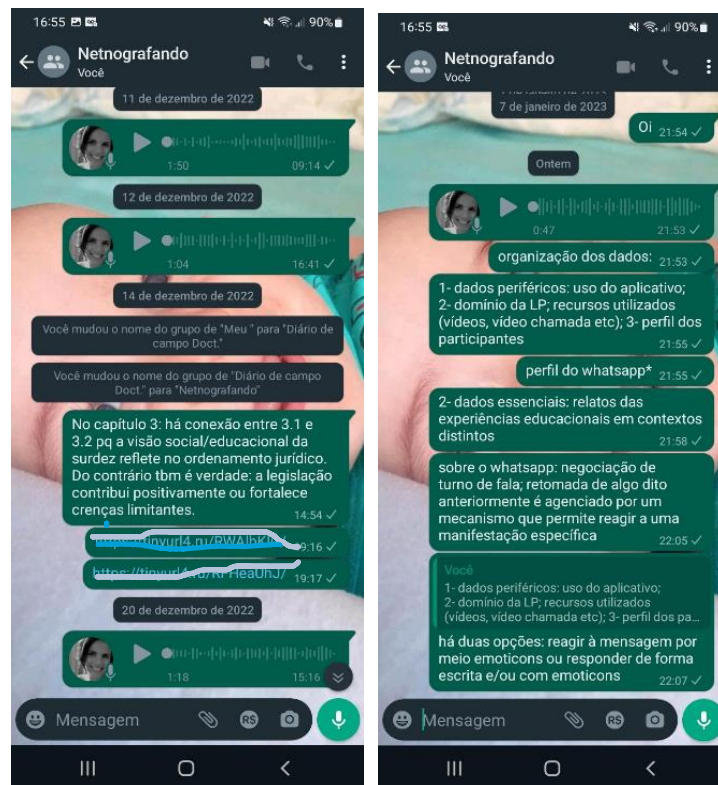 16:55
90%
Netnografando
Você
11 de dezembro de 2022
1:50
09:14
12 de dezembro de 2022
1:04
16:41
14 de dezembro de 2022
Você mudou o nome do grupo de "Meu " para "Diário de
campo Doct."
Você mudou o nome do grupo de "Diário de campo
Doct." para "Netnografando"
No capítulo 3: há conexão entre 3.1 e
3.2 pq a visão social/educacional da
surdez reflete no ordenamento jurídico.
Do contrário tbm é verdade: a legislação
contribui positivamente ou fortalece
crenças limitantes.
14:54
19:17
20 de dezembro de 2022
1:18
15:16
Mensagem
R$
16:55
90%
Netnografando
Você
7 de janeiro de 2023
Oi 21:54
Ontem
0:47
21:53
organização dos dados: 21:53
1- dados periféricos: uso do aplicativo;
2- domínio da LP; recursos utilizados
(vídeos, vídeo chamada etc); 3- perfil dos
participantes
21:55
perfil do whatsapp* 21:55
2- dados essenciais: relatos das
experiências educacionais em contextos
distintos
21:58
sobre o whatsapp: negociação de
turno de fala; retomada de algo dito
anteriormente é agenciado por um
mecanismo que permite reagir a uma
manifestação específica
22:05
Você
1- dados periféricos: uso do aplicativo;
2- domínio da LP; recursos utilizados
(vídeos, vídeo chamada etc); 3- perfil dos pa...
há duas opções: reagir à mensagem por
meio emoticons ou responder de forma
escrita e/ou com emoticons
22:07
Mensagem
R$